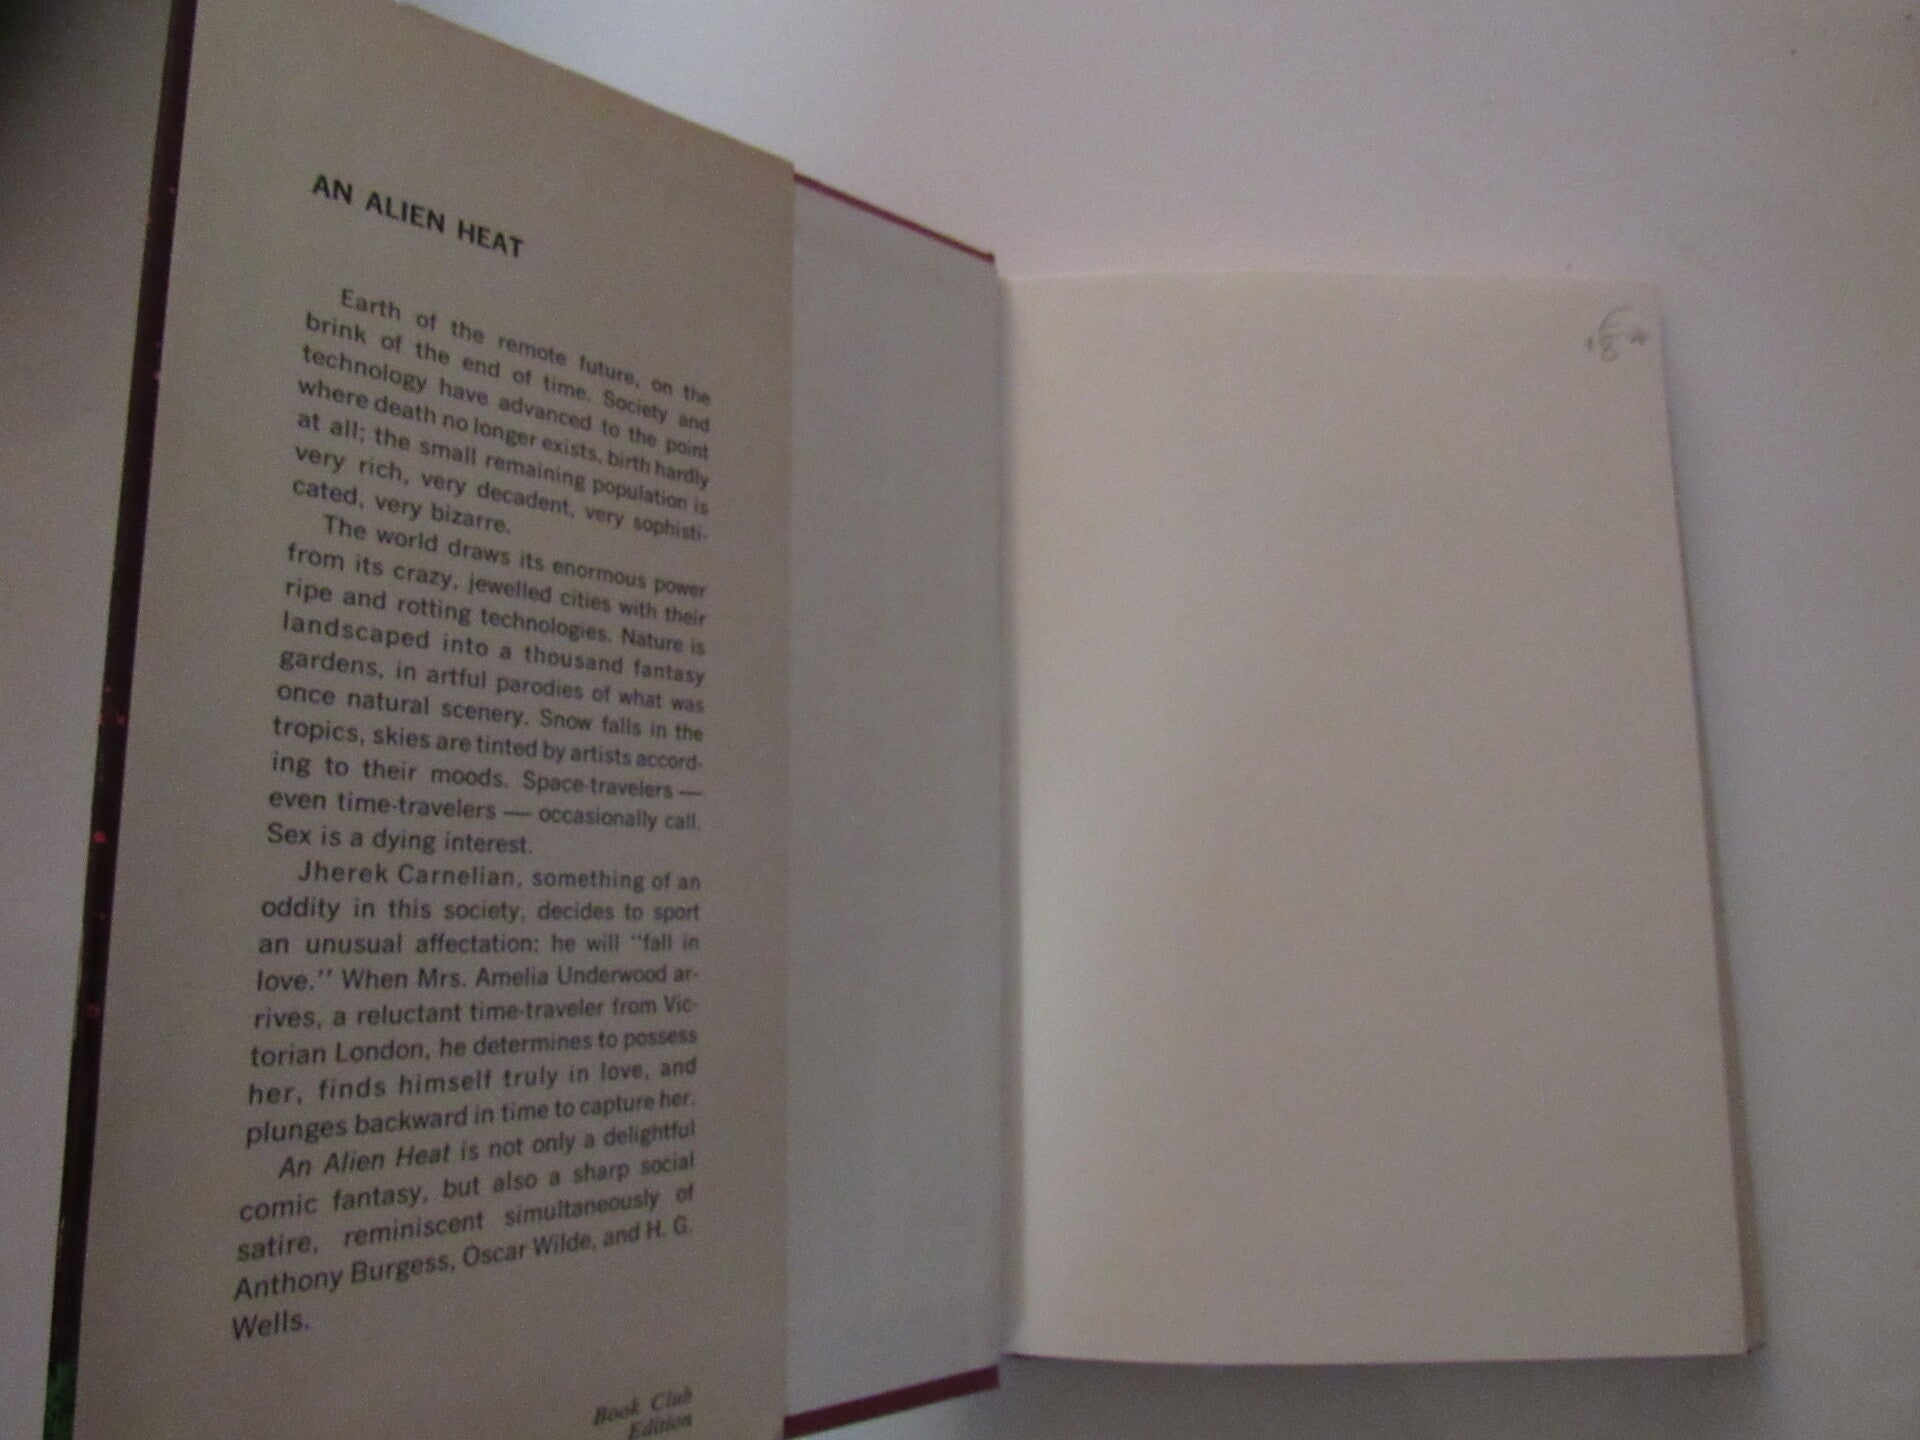 AN ALIEN HEAT
Earth of the remote future, on the
brink of the end of time. Society and
technology have advanced to the point
where death no longer exists, birth hardly
at all; the small remaining population is
very rich, very decadent, very sophisti-
cated, very bizarre.
The world draws its enormous power
from its crazy, jewelled cities with their
ripe and rotting technologies. Nature is
landscaped into a thousand fantasy
gardens, in artful parodies of what was
once natural scenery. Snow falls in the
tropics, skies are tinted by artists accord-
ing to their moods. Space-travelers —
even time-travelers — occasionally call.
Sex is a dying interest.
Jherek Carnelian, something of an
oddity in this society, decides to sport
an unusual affectation: he will "fall in
love." When Mrs. Amelia Underwood ar-
rives, a reluctant time-traveler from Vic-
torian London, he determines to possess
her, finds himself truly in love, and
plunges backward in time to capture her.
An Alien Heat is not only a delightful
comic fantasy, but also a sharp social
satire, reminiscent simultaneously of
Anthony Burgess, Oscar Wilde, and H. G.
Wells.
Book Club
Edition